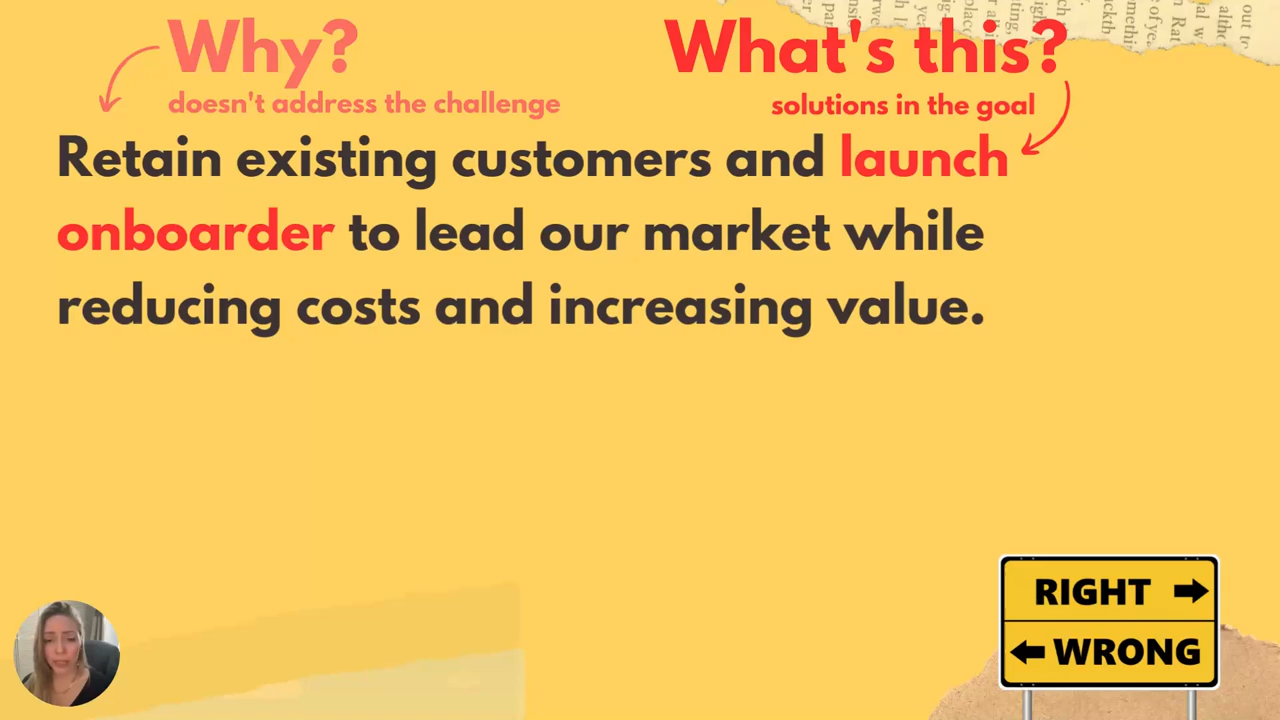 Why?
What's this?
doesn't address the challenge
solutions in the goal
Retain existing customers and launch
onboarder to lead our market while
reducing costs and increasing value.
RIGHT
WRONG